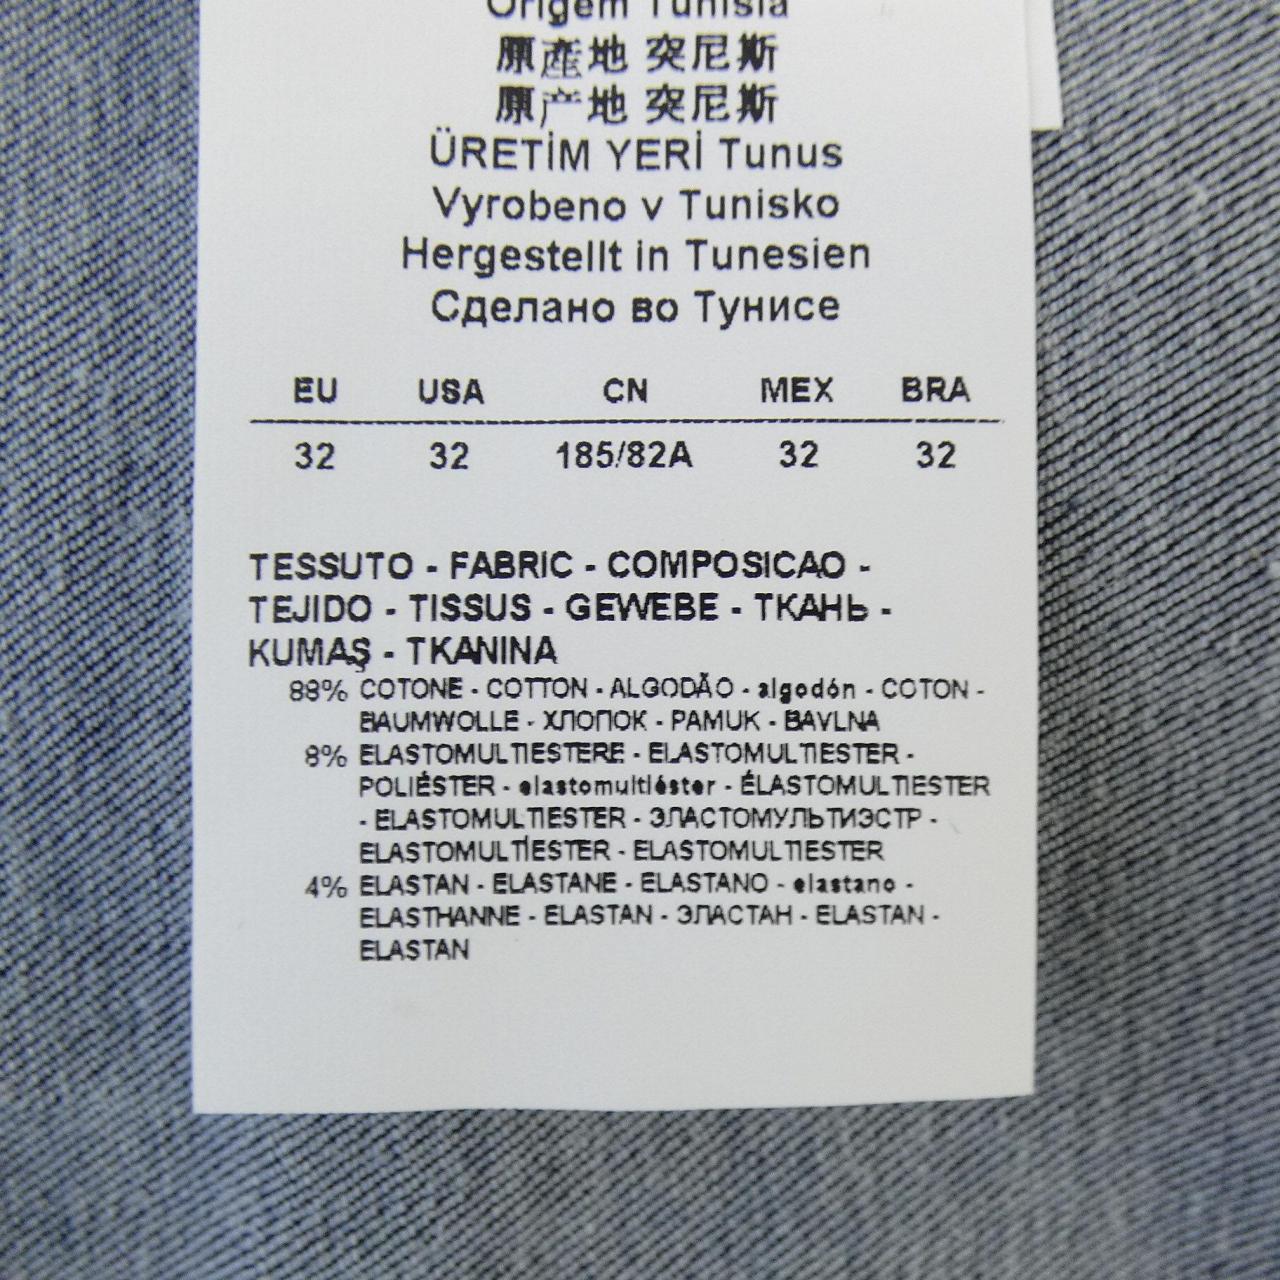 Origem Tunísia
原產地 突尼斯
原产地 突尼斯
ÜRETİM YERİ Tunus
Vyrobeno v Tunisko
Hergestellt in Tunesien
Сделано во Тунисе
EU USA CN MEX BRA
32 32 185/82A 32 32
TESSUTO - FABRIC - COMPOSICAO -
TEJIDO - TISSUS - GEWEBE - ТКАНЬ -
KUMAŞ - TKANINA
88% COTONE - COTTON - ALGODÃO - algodón - COTON -
BAUMWOLLE - ХЛОПОК - PAMUK - BAVLNA
8% ELASTOMULTIESTERE - ELASTOMULTIESTER -
POLIÉSTER - elastomultiéster - ÉLASTOMULTIESTER
- ELASTOMULTIESTER - ЭЛАСТОМУЛЬТИЭСТР -
ELASTOMULTİESTER - ELASTOMULTIESTER
4% ELASTAN - ELASTANE - ELASTANO - elastano -
ELASTHANNE - ELASTAN - ЭЛАСТАН - ELASTAN -
ELASTAN